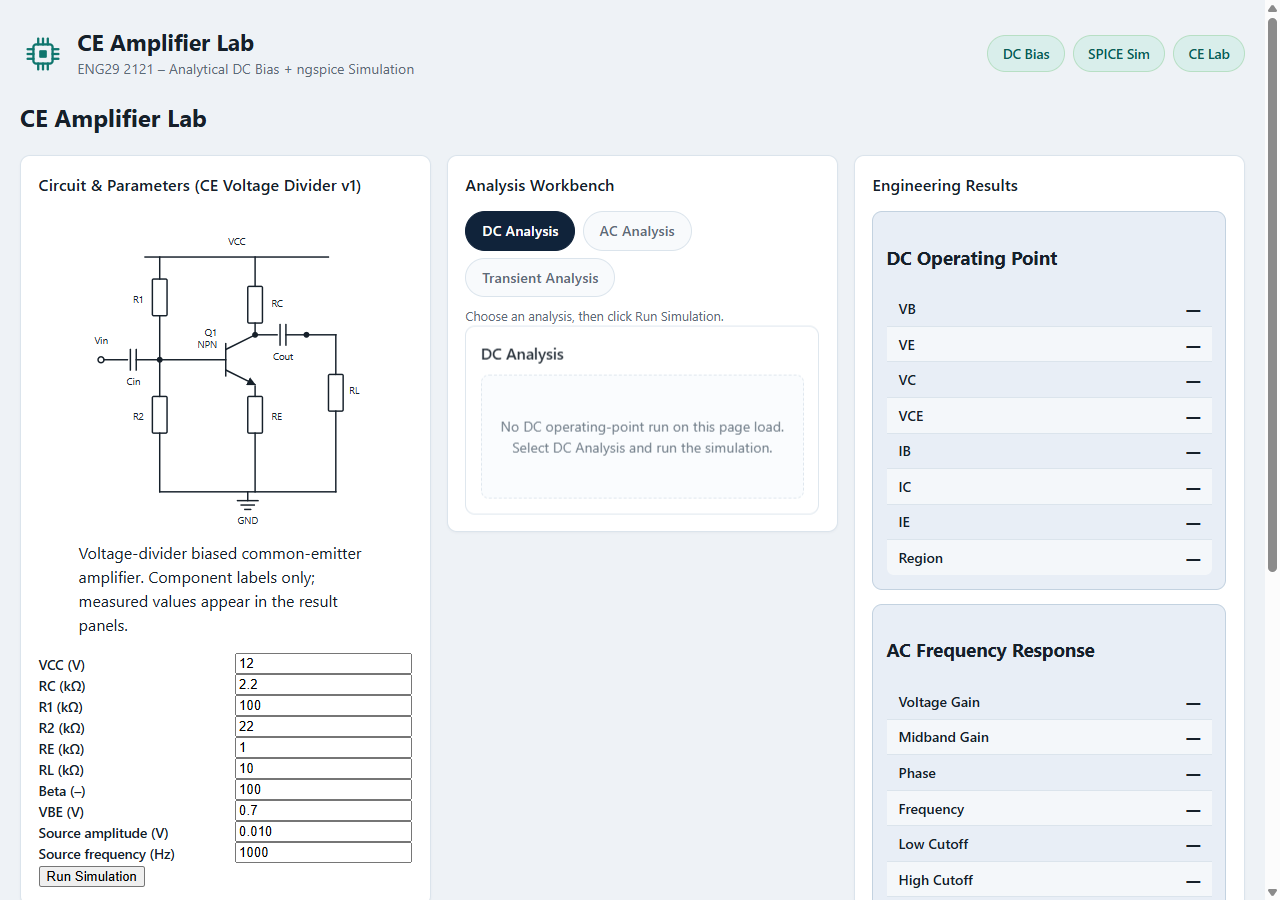 CE Amplifier Lab
ENG29 2121 – Analytical DC Bias + ngspice Simulation
DC Bias
SPICE Sim
CE Lab
CE Amplifier Lab
Circuit & Parameters (CE Voltage Divider v1)
VCC
R1
RC
Q1
NPN
Vin
Cout
Cin
RL
R2
RE
GND
Voltage-divider biased common-emitter
amplifier. Component labels only;
measured values appear in the result
panels.
VCC (V) 12
RC (kΩ) 2.2
R1 (kΩ) 100
R2 (kΩ) 22
RE (kΩ) 1
RL (kΩ) 10
Beta (–) 100
VBE (V) 0.7
Source amplitude (V) 0.010
Source frequency (Hz) 1000
Run Simulation
Analysis Workbench
DC Analysis
AC Analysis
Transient Analysis
Choose an analysis, then click Run Simulation.
DC Analysis
No DC operating-point run on this page load.
Select DC Analysis and run the simulation.
Engineering Results
DC Operating Point
VB —
VE —
VC —
VCE —
IB —
IC —
IE —
Region —
AC Frequency Response
Voltage Gain —
Midband Gain —
Phase —
Frequency —
Low Cutoff —
High Cutoff —